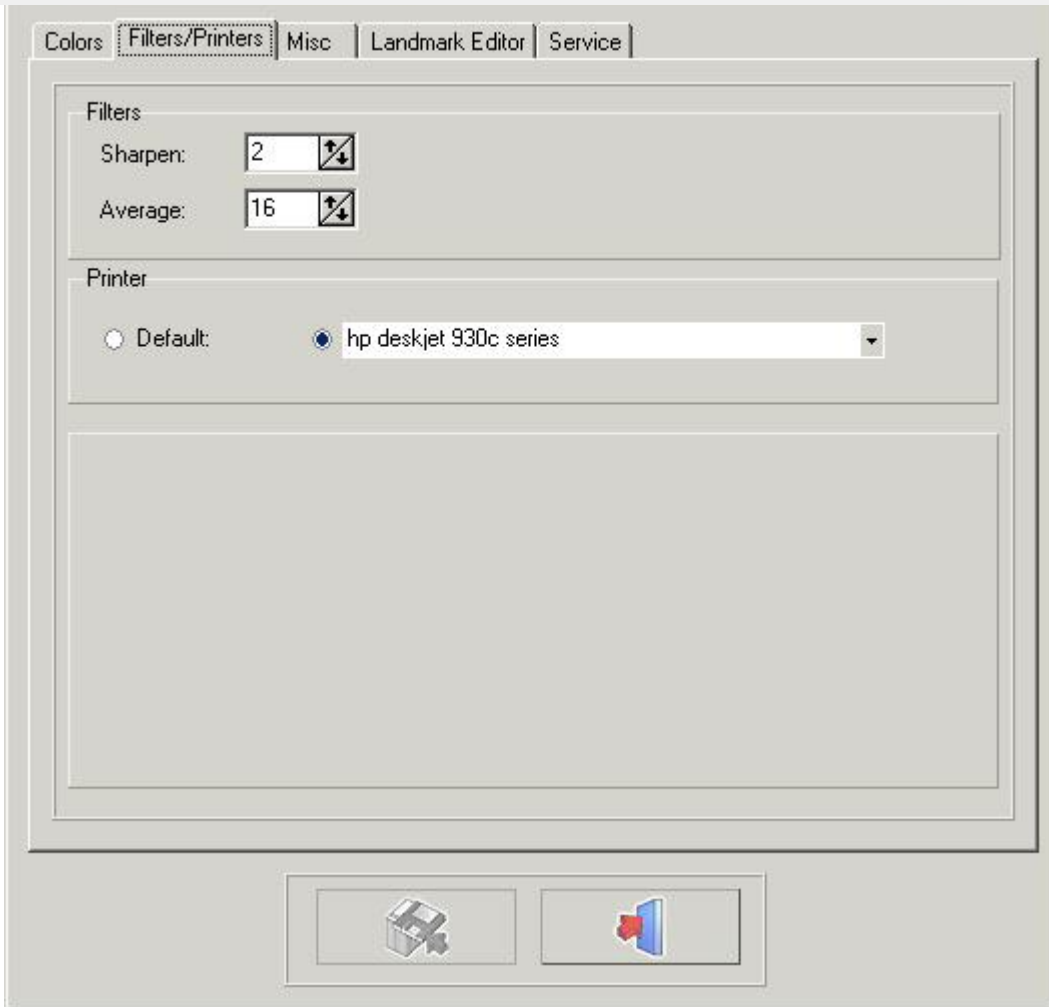 Colors Filters/Printers Misc Landmark Editor Service
Filters
Sharpen: 2
Average: 16
Printer
Default: hp deskjet 930c series